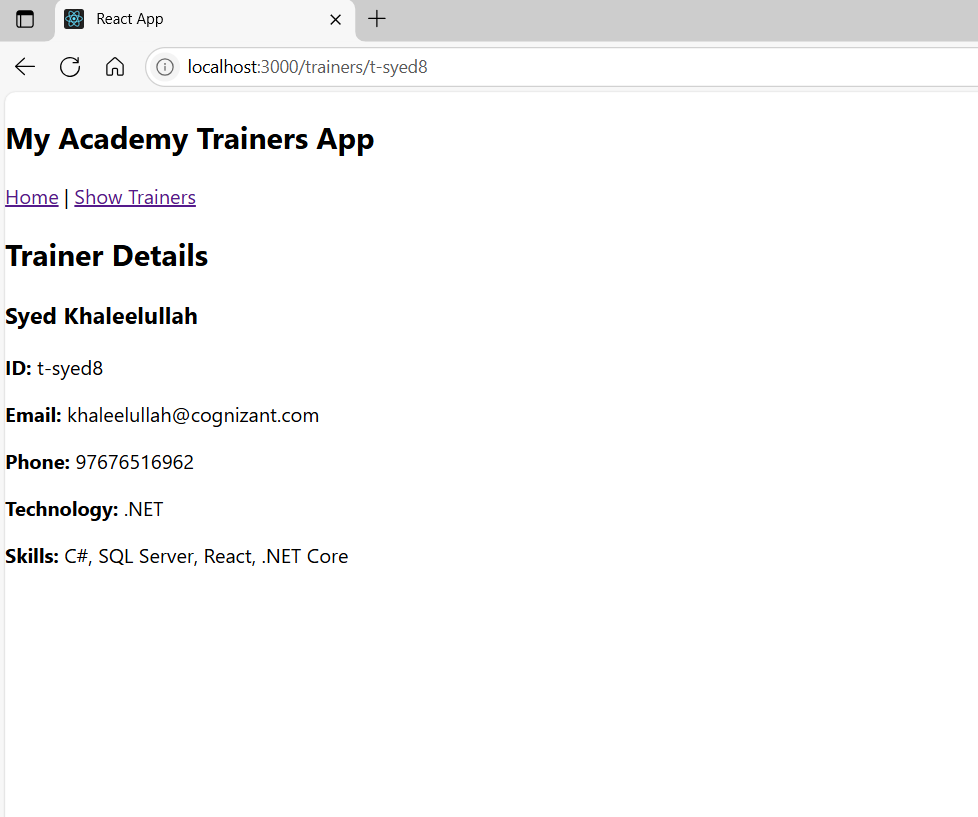 React App
localhost:3000/trainers/t-syed8
My Academy Trainers App
Home | Show Trainers
Trainer Details
Syed Khaleelullah
ID: t-syed8
Email: khaleelullah@cognizant.com
Phone: 97676516962
Technology: .NET
Skills: C#, SQL Server, React, .NET Core